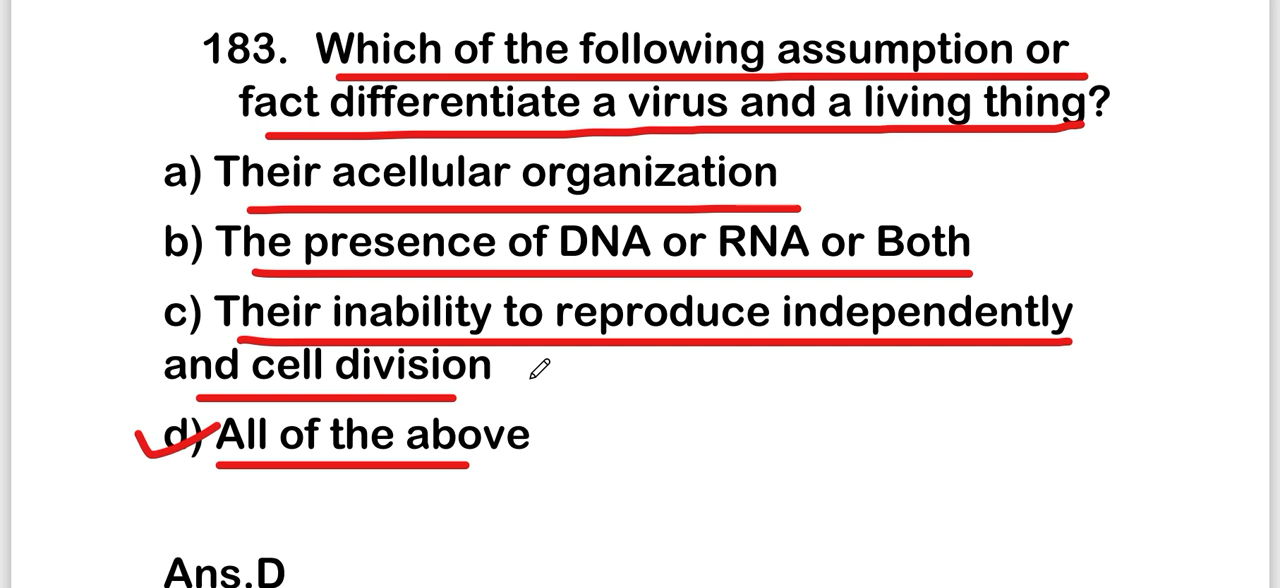 183. Which of the following assumption or
fact differentiate a virus and a living thing?
a) Their acellular organization
b) The presence of DNA or RNA or Both
c) Their inability to reproduce independently
and cell division
d) All of the above
Ans.D